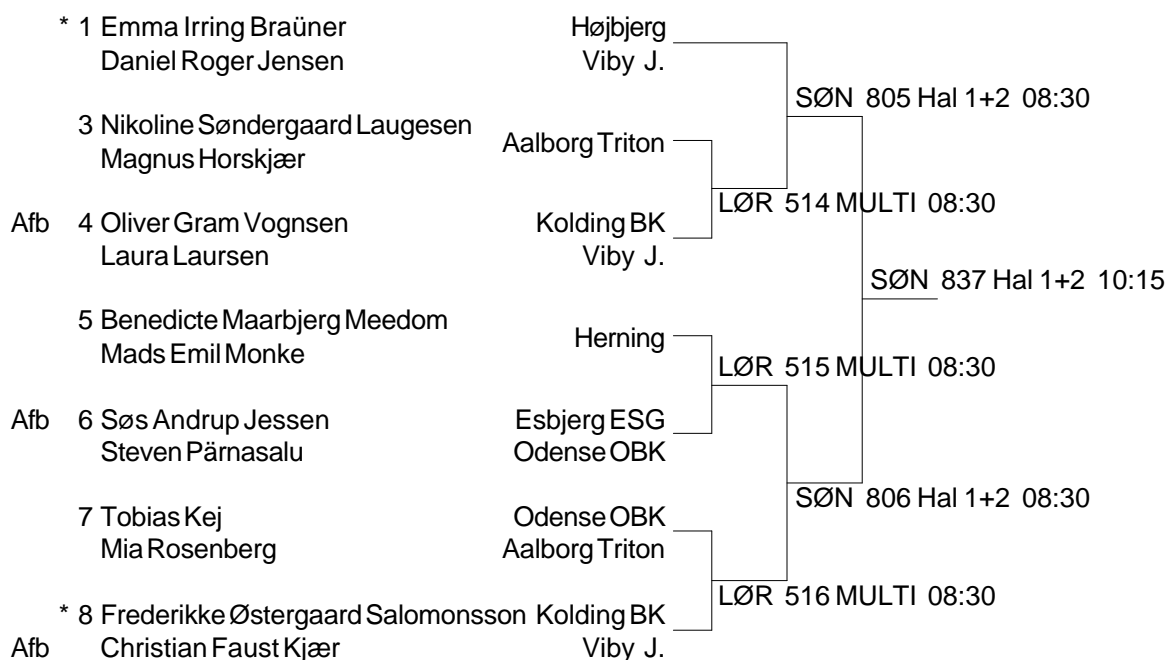 * 1 Emma Irring Braüner Højbjerg
Daniel Roger Jensen Viby J.
SØN 805 Hal 1+2 08:30
3 Nikoline Søndergaard Laugesen
Aalborg Triton
Magnus Horskjær
LØR 514 MULTI 08:30
Afb 4 Oliver Gram Vognsen Kolding BK
Laura Laursen Viby J.
SØN 837 Hal 1+2 10:15
5 Benedicte Maarbjerg Meedom
Herning
Mads Emil Monke
LØR 515 MULTI 08:30
Afb 6 Søs Andrup Jessen Esbjerg ESG
Steven Pärnasalu Odense OBK
SØN 806 Hal 1+2 08:30
7 Tobias Kej Odense OBK
Mia Rosenberg Aalborg Triton
LØR 516 MULTI 08:30
* 8 Frederikke Østergaard Salomonsson Kolding BK
Afb Christian Faust Kjær Viby J.